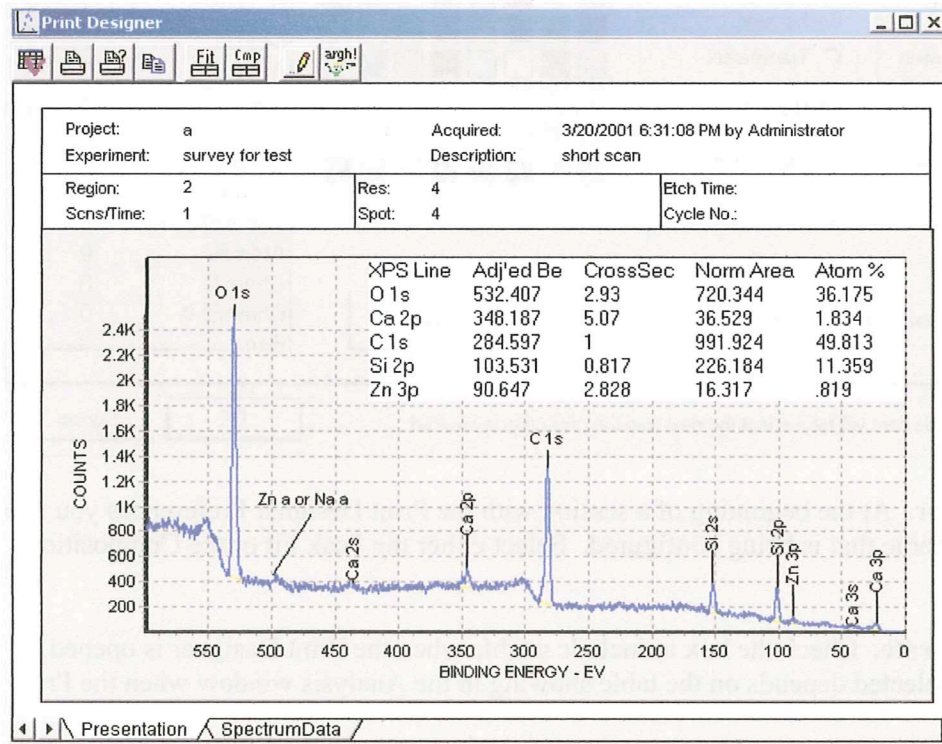 Print Designer
Fit Cmp argh!
Project: a Acquired: 3/20/2001 6:31:08 PM by Administrator
Experiment: survey for test Description: short scan
Region: 2 Res: 4 Etch Time:
Scns/Time: 1 Spot: 4 Cycle No.:
XPS Line Adj'ed Be CrossSec Norm Area Atom %
O 1s 532.407 2.93 720.344 36.175
Ca 2p 348.187 5.07 36.529 1.834
C 1s 284.597 1 991.924 49.813
Si 2p 103.531 0.817 226.184 11.359
Zn 3p 90.647 2.828 16.317 .819
O 1s
C 1s
Zn a or Na a
Ca 2s
Ca 2p
Si 2s
Si 2p
Zn 3p
Ca 3s
Ca 3p
COUNTS
2.4K
2.2K
2K
1.8K
1.6K
1.4K
1.2K
1K
800
600
400
200
550 500 450 400 350 300 250 200 150 100 50 0
BINDING ENERGY - EV
Presentation SpectrumData